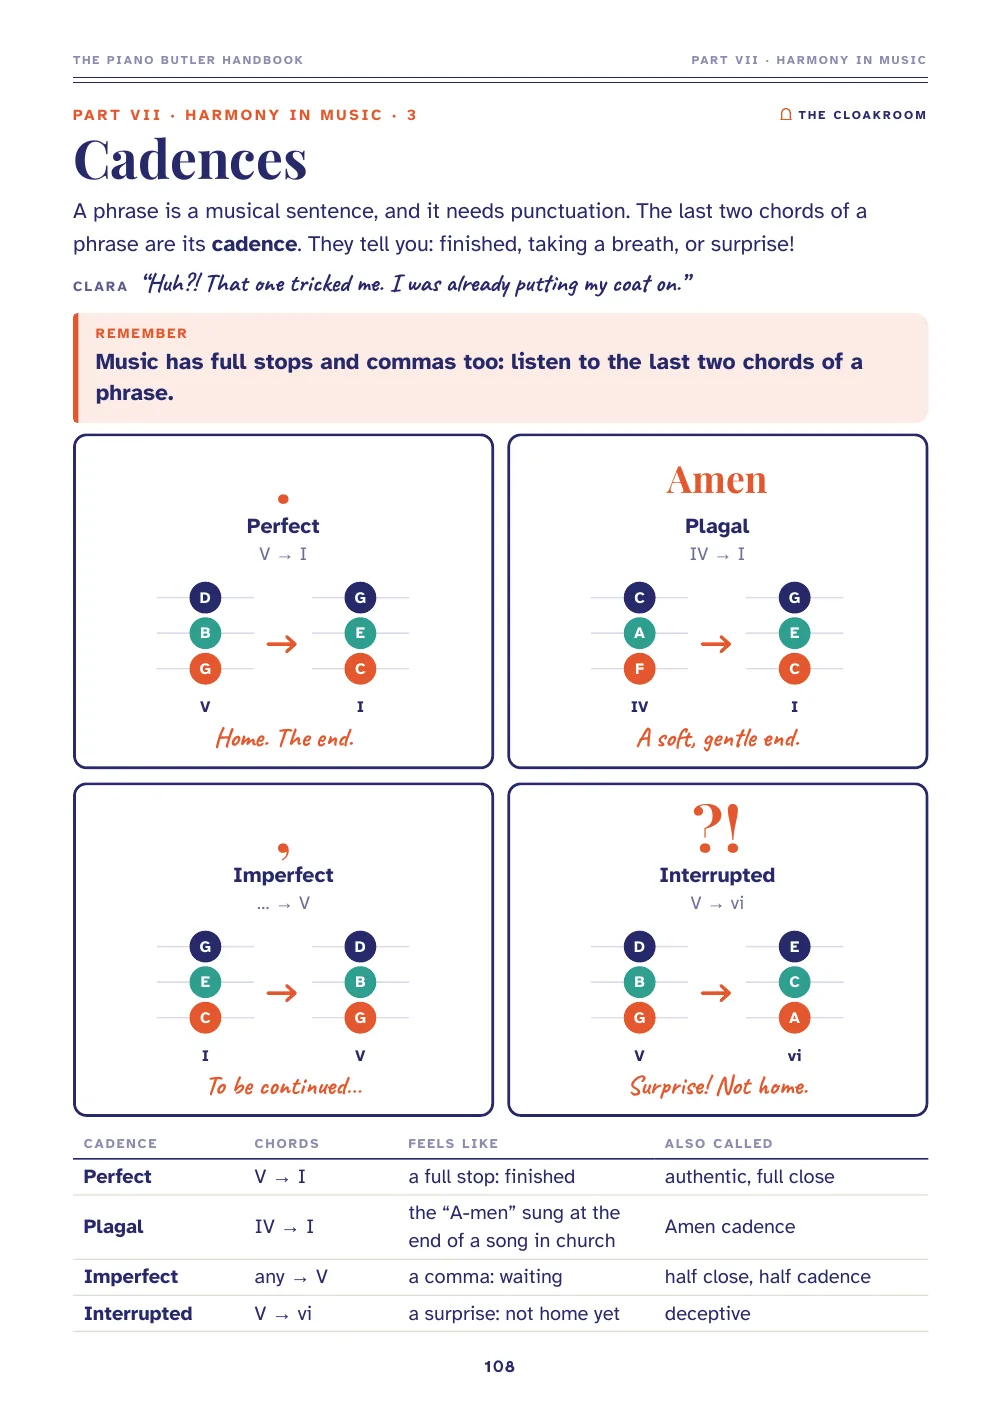 THE PIANO BUTLER HANDBOOK
PART VII · HARMONY IN MUSIC
PART VII · HARMONY IN MUSIC · 3
THE CLOAKROOM
Cadences
A phrase is a musical sentence, and it needs punctuation. The last two chords of a
phrase are its cadence. They tell you: finished, taking a breath, or surprise!
CLARA “Huh?! That one tricked me. I was already putting my coat on.”
REMEMBER
Music has full stops and commas too: listen to the last two chords of a
phrase.
.
Perfect
V → I
D G
B → E
G C
V I
Home. The end.
Amen
Plagal
IV → I
C G
A → E
F C
IV I
A soft, gentle end.
,
Imperfect
... → V
G D
E → B
C G
I V
To be continued...
?!
Interrupted
V → vi
D E
B → C
G A
V vi
Surprise! Not home.
CADENCE CHORDS FEELS LIKE ALSO CALLED
Perfect V → I a full stop: finished authentic, full close
Plagal IV → I the “A-men” sung at the
end of a song in church Amen cadence
Imperfect any → V a comma: waiting half close, half cadence
Interrupted V → vi a surprise: not home yet deceptive
108